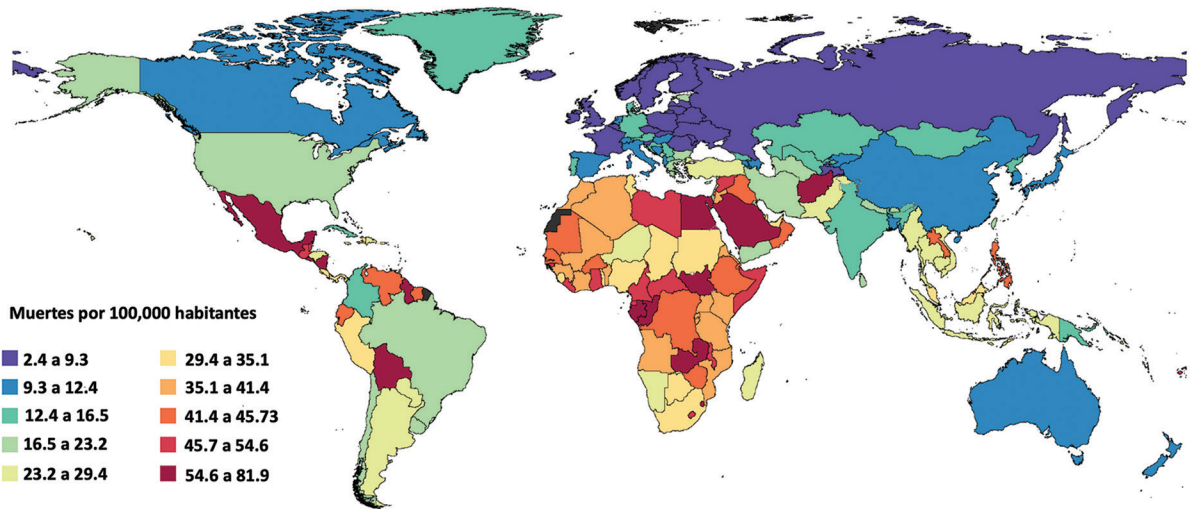 Muertes por 100,000 habitantes
2.4 a 9.3
9.3 a 12.4
12.4 a 16.5
16.5 a 23.2
23.2 a 29.4
29.4 a 35.1
35.1 a 41.4
41.4 a 45.73
45.7 a 54.6
54.6 a 81.9